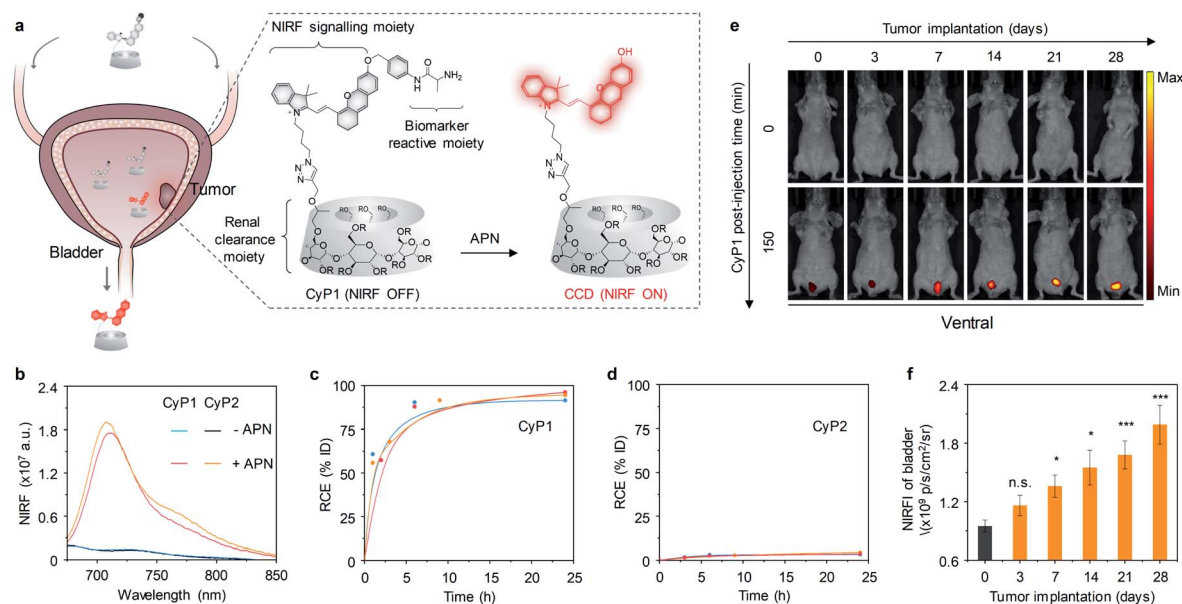 a
NIRF signalling moiety
O
O
NH2
N
H
N
+
Biomarker
reactive moiety
N
N
N
O
Tumor
Bladder
Renal
clearance
moiety
CyP1 (NIRF OFF)
APN
OH
O
N
+
N
N
N
O
CCD (NIRF ON)
e
Tumor implantation (days)
0 3 7 14 21 28
CyP1 post-injection time (min)
0
150
Max
Min
Ventral
b
NIRF (x10⁷ a.u.)
2.4
1.8
1.2
0.6
0
CyP1 CyP2
- APN
+ APN
700 750 800 850
Wavelength (nm)
c
RCE (% ID)
100
75
50
25
0
CyP1
0 5 10 15 20 25
Time (h)
d
RCE (% ID)
100
75
50
25
0
CyP2
0 5 10 15 20 25
Time (h)
f
NIRFI of bladder
\(x10⁹ p/s/cm²/sr)
2.4
1.8
1.2
0.6
n.s.
*
*
***
***
0 3 7 14 21 28
Tumor implantation (days)